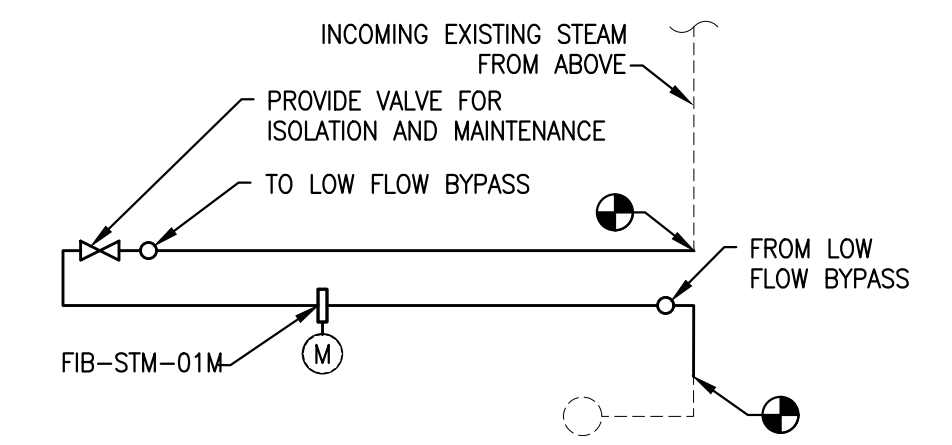 INCOMING EXISTING STEAM
FROM ABOVE
PROVIDE VALVE FOR
ISOLATION AND MAINTENANCE
TO LOW FLOW BYPASS
FROM LOW
FLOW BYPASS
FIB-STM-01M
M